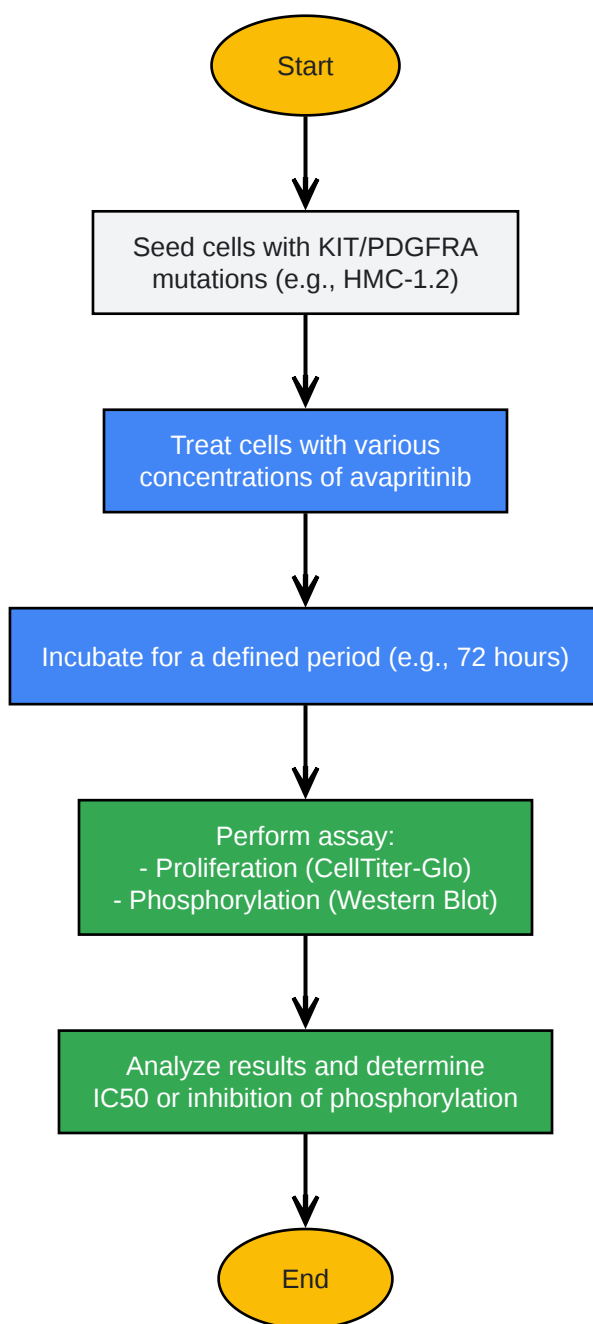 Start
Seed cells with KIT/PDGFRA
mutations (e.g., HMC-1.2)
Treat cells with various
concentrations of avapritinib
Incubate for a defined period (e.g., 72 hours)
Perform assay:
- Proliferation (CellTiter-Glo)
- Phosphorylation (Western Blot)
Analyze results and determine
IC50 or inhibition of phosphorylation
End